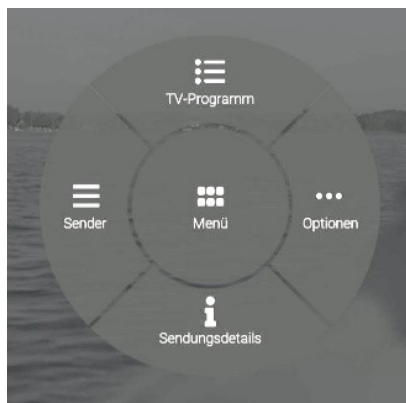 TV-Programm
Sender
Menü
Optionen
Sendungsdetails